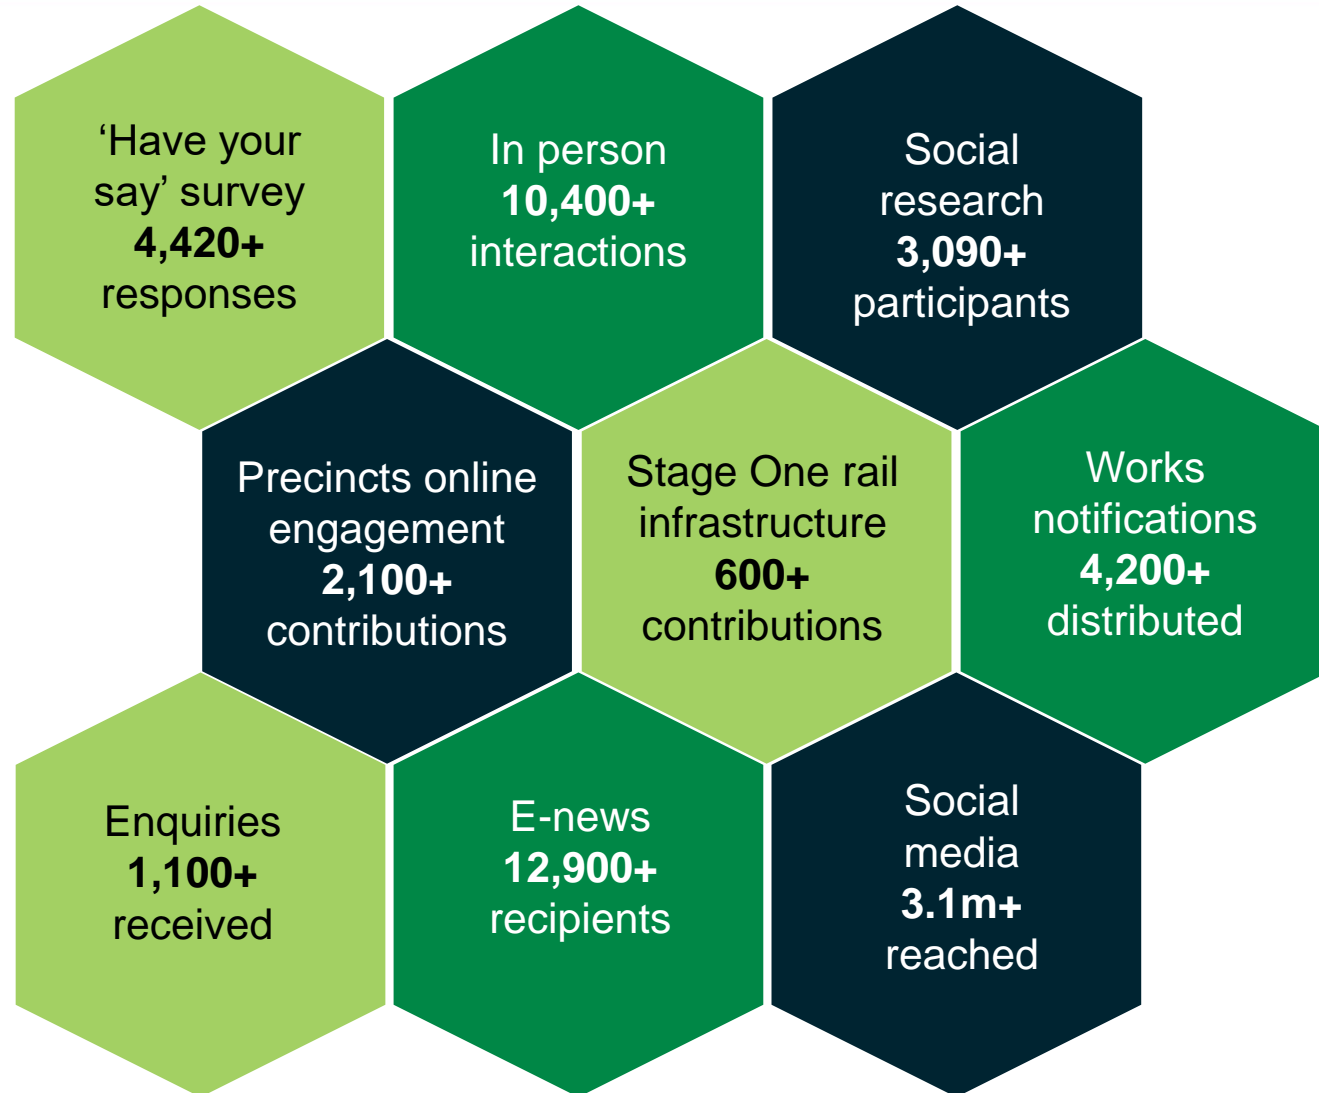 ‘Have your
say’ survey
4,420+
responses
In person
10,400+
interactions
Social
research
3,090+
participants
Precincts online
engagement
2,100+
contributions
Stage One rail
infrastructure
600+
contributions
Works
notifications
4,200+
distributed
Enquiries
1,100+
received
E-news
12,900+
recipients
Social
media
3.1m+
reached